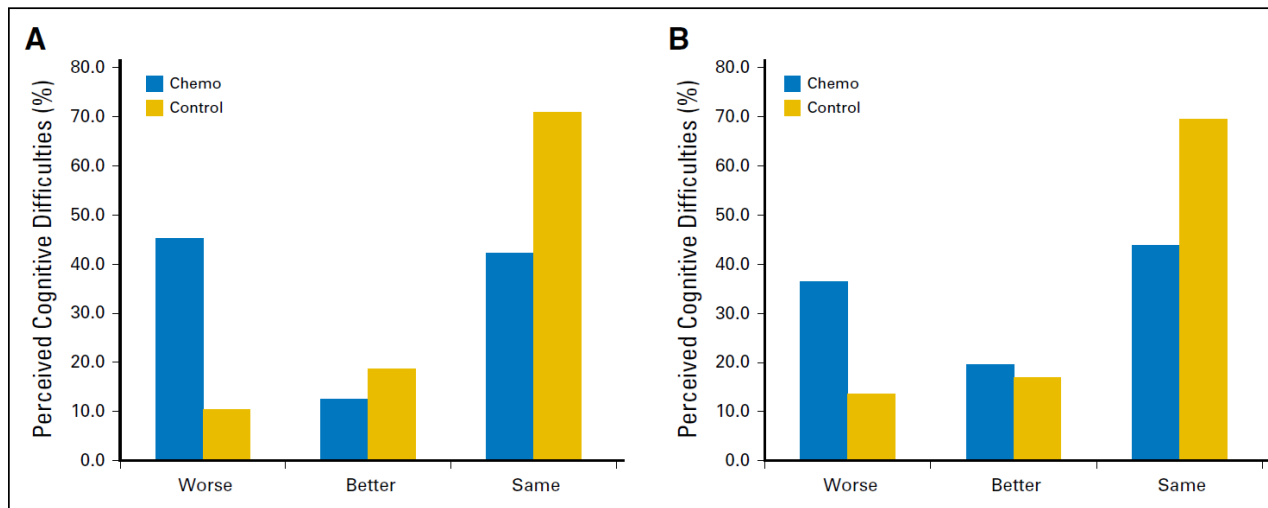 A
Perceived Cognitive Difficulties (%)
80.0
70.0
60.0
50.0
40.0
30.0
20.0
10.0
0.0
Chemo
Control
Worse
Better
Same
B
Perceived Cognitive Difficulties (%)
80.0
70.0
60.0
50.0
40.0
30.0
20.0
10.0
0.0
Chemo
Control
Worse
Better
Same